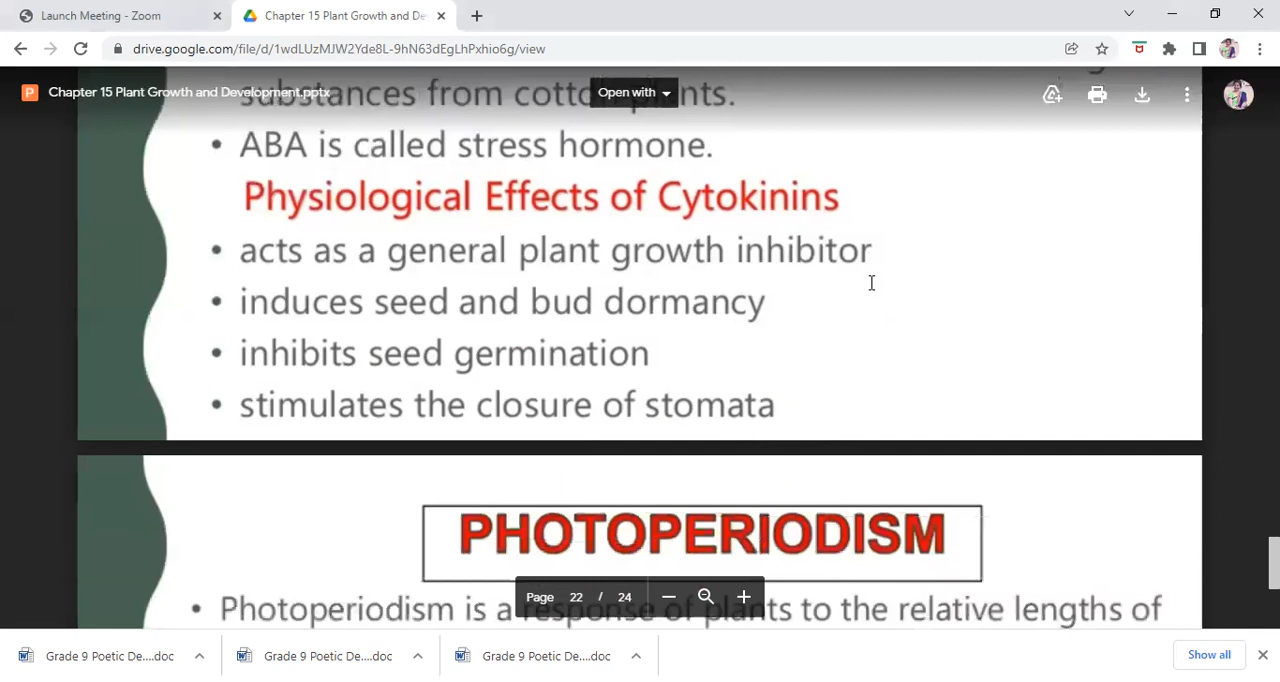 Launch Meeting - Zoom
Chapter 15 Plant Growth and De
drive.google.com/file/d/1wdLUzMJW2Yde8L-9hN63dEgLhPxhio6g/view
Chapter 15 Plant Growth and Development.pptx
Open with
substances from cotto plants.
• ABA is called stress hormone.
Physiological Effects of Cytokinins
• acts as a general plant growth inhibitor
• induces seed and bud dormancy
• inhibits seed germination
• stimulates the closure of stomata
PHOTOPERIODISM
• Photoperiodism is a response of plants to the relative lengths of
Page 22 / 24
Grade 9 Poetic De....doc
Grade 9 Poetic De....doc
Grade 9 Poetic De....doc
Show all